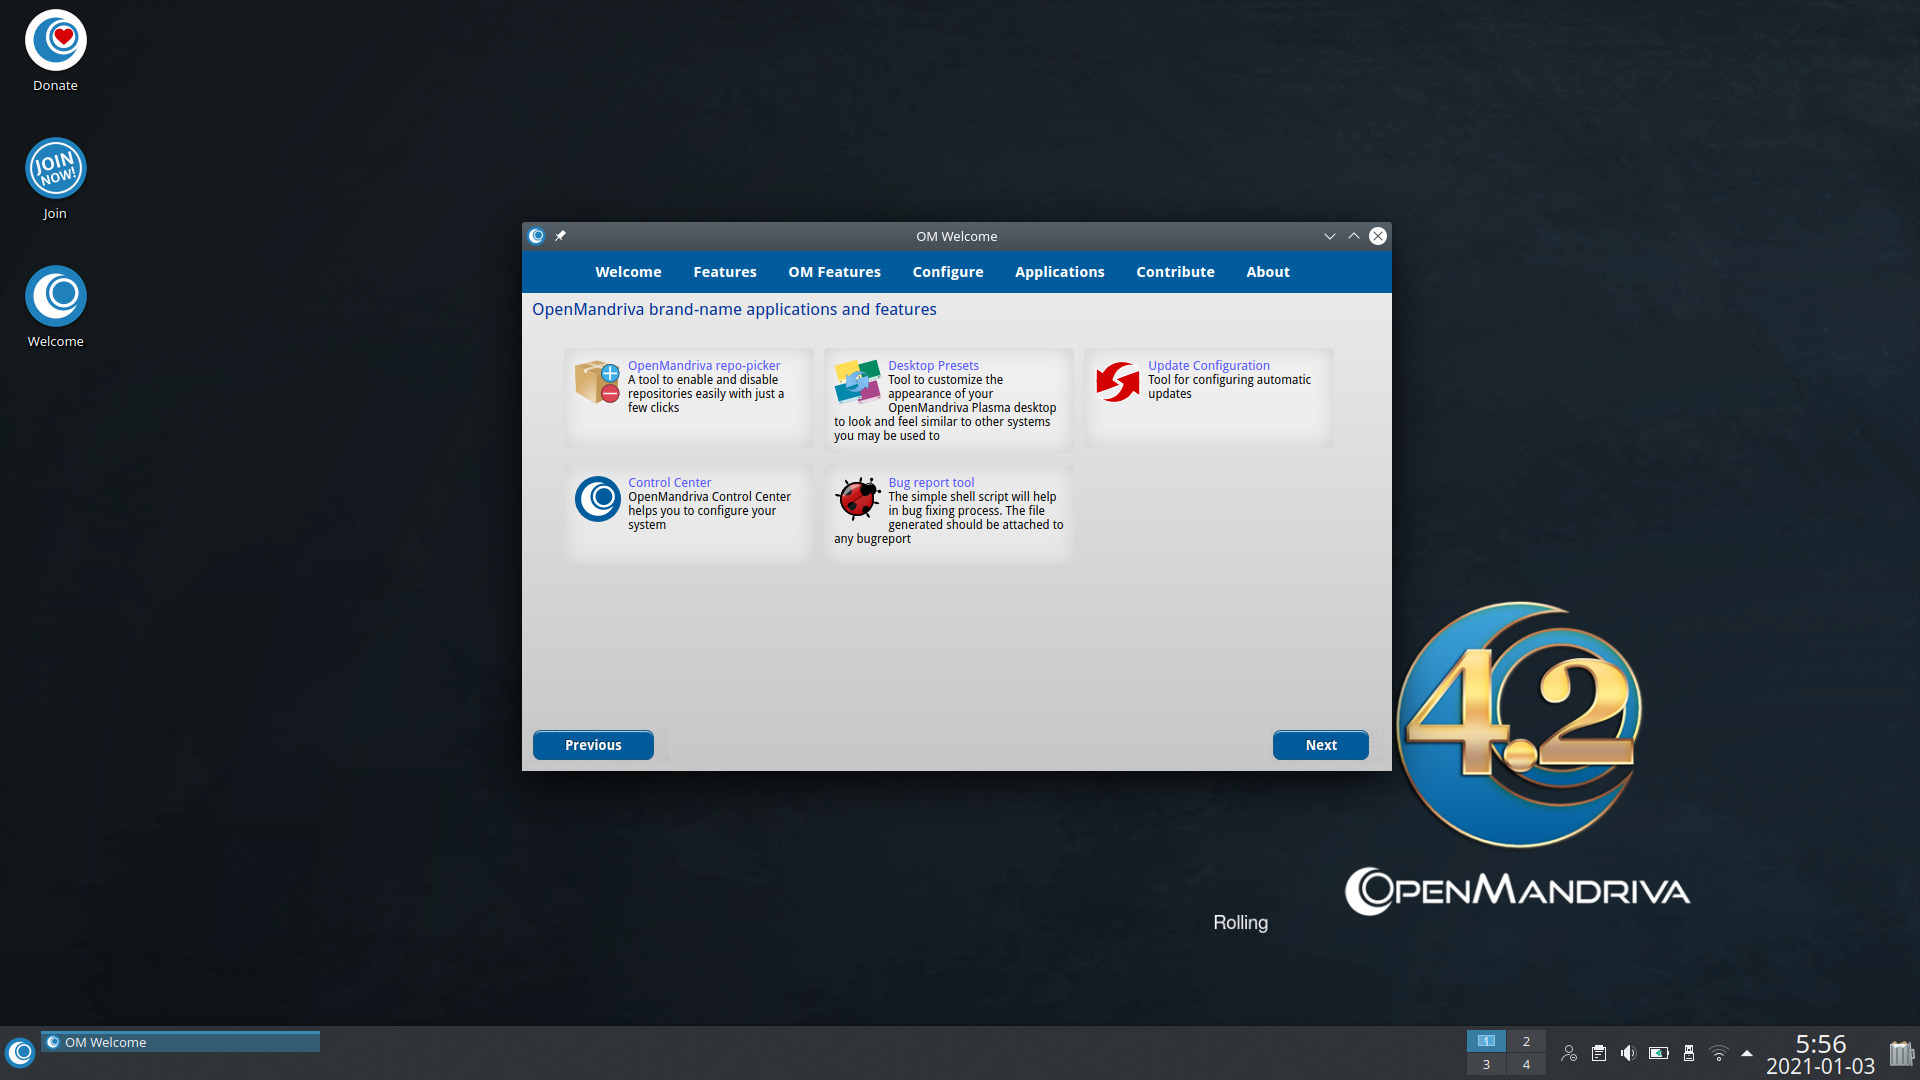 Donate
JOIN
NOW!
Join
Welcome
OM Welcome
Welcome Features OM Features Configure Applications Contribute About
OpenMandriva brand-name applications and features
OpenMandriva repo-picker
A tool to enable and disable
repositories easily with just a
few clicks
Desktop Presets
Tool to customize the
appearance of your
OpenMandriva Plasma desktop
to look and feel similar to other systems
you may be used to
Update Configuration
Tool for configuring automatic
updates
Control Center
OpenMandriva Control Center
helps you to configure your
system
Bug report tool
The simple shell script will help
in bug fixing process. The file
generated should be attached to
any bugreport
Previous
Next
4.2
OpenMandriva
Rolling
OM Welcome
1 2
3 4
5:56
2021-01-03